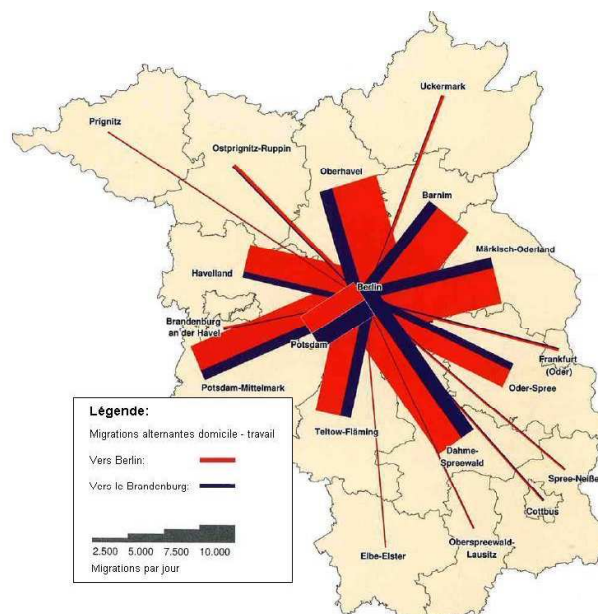 Uckermark
Prignitz
Ostprignitz-Ruppin
Oberhavel
Barnim
Märkisch-Oderland
Havelland
Berlin
Brandenburg
an der Havel
Potsdam
Frankfurt
(Oder)
Potsdam-Mittelmark
Oder-Spree
Teltow-Fläming
Dahme-
Spreewald
Spree-Neiße
Cottbus
Oberspreewald-
Lausitz
Elbe-Elster
Légende:
Migrations alternantes domicile - travail
Vers Berlin:
Vers le Brandenburg:
2.500 5.000 7.500 10.000
Migrations par jour